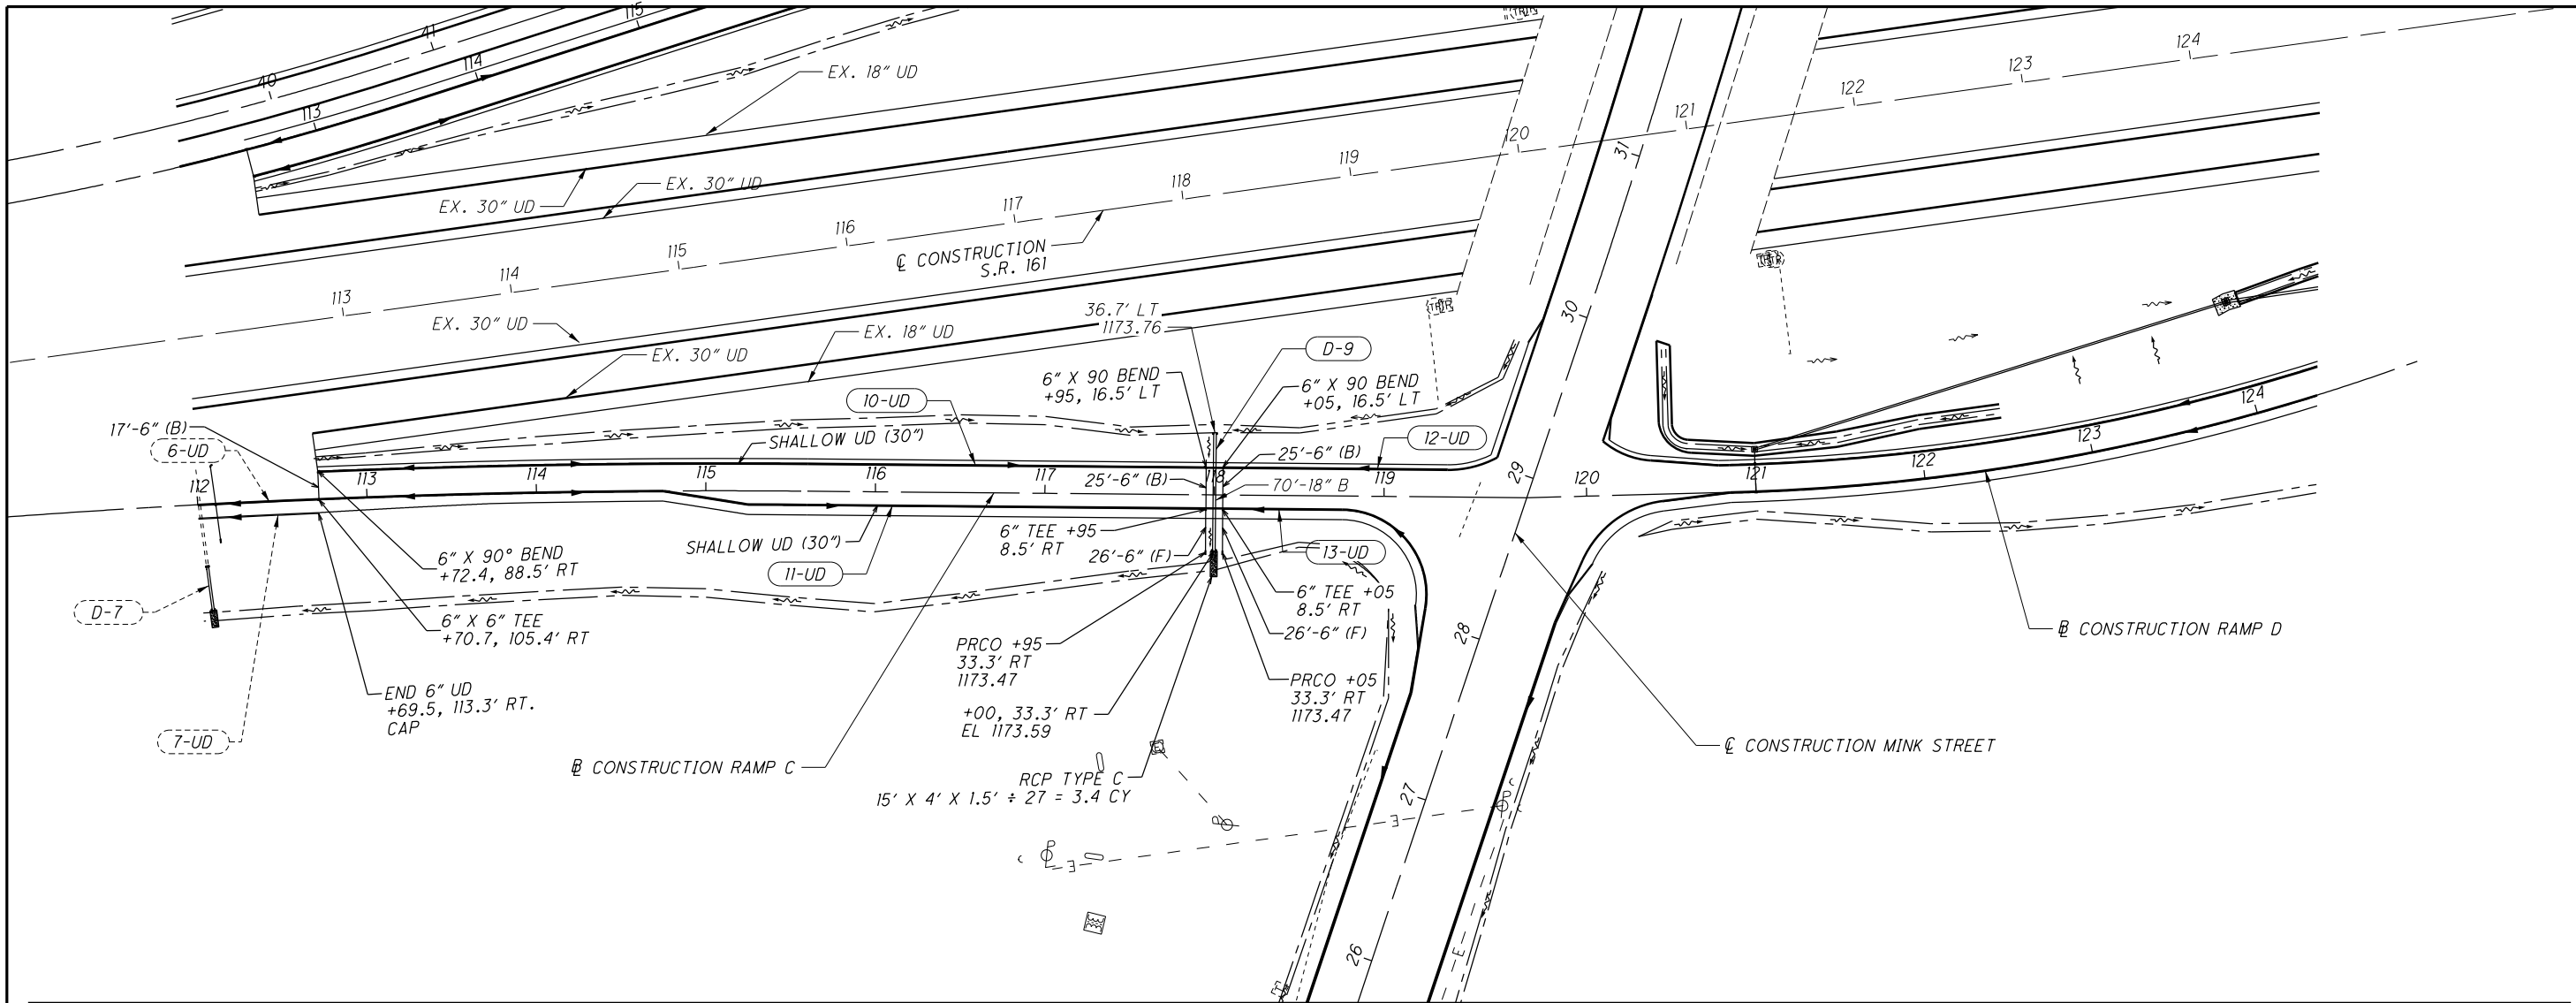 115
41
114
40
113
EX. 18" UD
124
123
122
121
120
119
118
117
116
115
114
113
31
EX. 30" UD
EX. 30" UD
℄ CONSTRUCTION
S.R. 161
EX. 30" UD
EX. 18" UD
EX. 30" UD
36.7' LT
1173.76
30
D-9
6" X 90 BEND
+95, 16.5' LT
6" X 90 BEND
+05, 16.5' LT
10-UD
17'-6" (B)
6-UD
SHALLOW UD (30")
12-UD
25'-6" (B)
25'-6" (B)
70'-18" B
112
113
114
115
116
117
118
119
29
120
121
122
123
124
6" TEE +95
8.5' RT
SHALLOW UD (30")
26'-6" (F)
13-UD
11-UD
6" X 90° BEND
+72.4, 88.5' RT
D-7
6" X 6" TEE
+70.7, 105.4' RT
6" TEE +05
8.5' RT
26'-6" (F)
28
PRCO +95
33.3' RT
1173.47
PRCO +05
33.3' RT
1173.47
END 6" UD
+69.5, 113.3' RT.
CAP
7-UD
+00, 33.3' RT
EL 1173.59
B̵L CONSTRUCTION RAMP D
℄ CONSTRUCTION MINK STREET
B̵L CONSTRUCTION RAMP C
RCP TYPE C
15' X 4' X 1.5' ÷ 27 = 3.4 CY
27
P
P
P
E
E
E
E
26